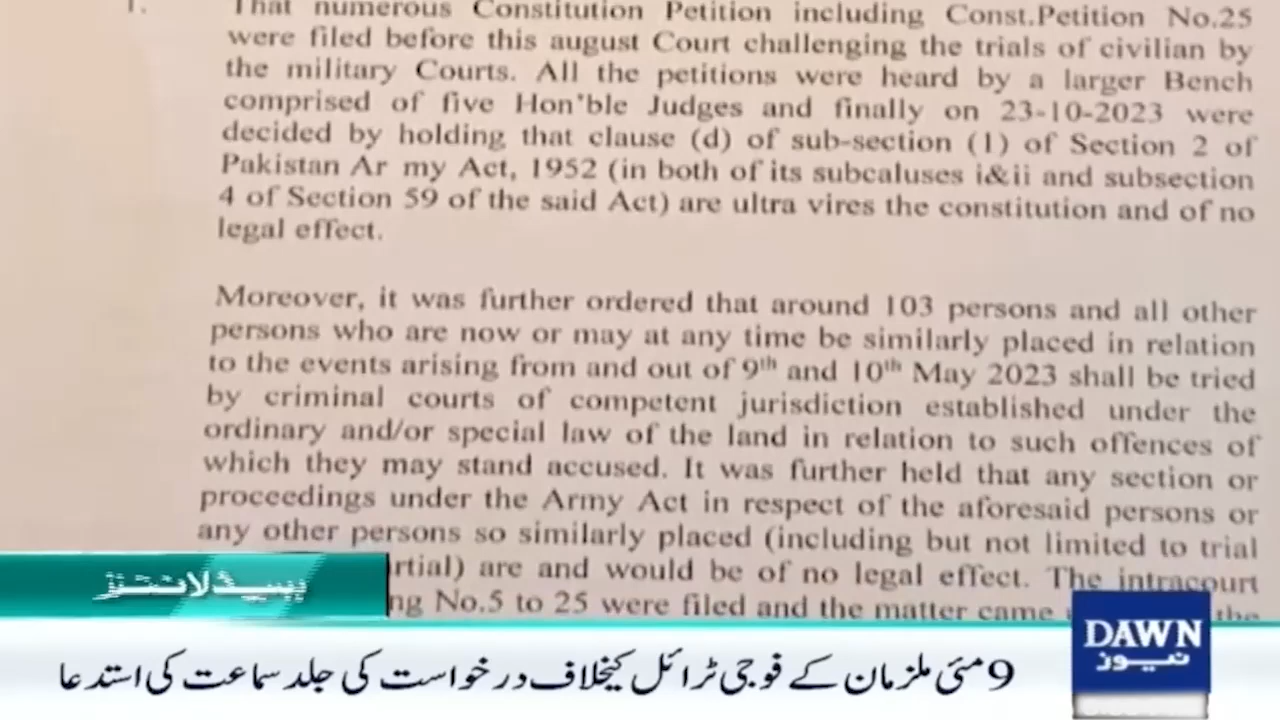 1. That numerous Constitution Petition including Const.Petition No.25
were filed before this august Court challenging the trials of civilian by
the military Courts. All the petitions were heard by a larger Bench
comprised of five Hon'ble Judges and finally on 23-10-2023 were
decided by holding that clause (d) of sub-section (1) of Section 2 of
Pakistan Ar my Act, 1952 (in both of its subcaluses i&ii and subsection
4 of Section 59 of the said Act) are ultra vires the constitution and of no
legal effect.
Moreover, it was further ordered that around 103 persons and all other
persons who are now or may at any time be similarly placed in relation
to the events arising from and out of 9th and 10th May 2023 shall be tried
by criminal courts of competent jurisdiction established under the
ordinary and/or special law of the land in relation to such offences of
which they may stand accused. It was further held that any section or
proceedings under the Army Act in respect of the aforesaid persons or
any other persons so similarly placed (including but not limited to trial
rtial) are and would be of no legal effect. The intracourt
ng No.5 to 25 were filed and the matter came the
ہیڈلائنز
DAWN
نیوز
9 مئی ملزمان کے فوجی ٹرائل کیخلاف درخواست کی جلد سماعت کی استدعا